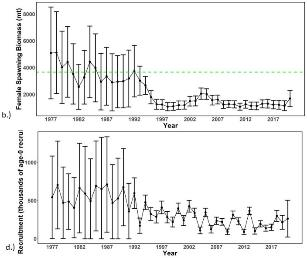 Female Spawning Biomass (mt)
8000
6000
4000
2000
1977 1982 1987 1992 1997 2002 2007 2012 2017
Year
b.)
Recruitment (thousands of age-0 recrui
500
0
1977 1982 1987 1992 1997 2002 2007 2012 2017
Year
d.)